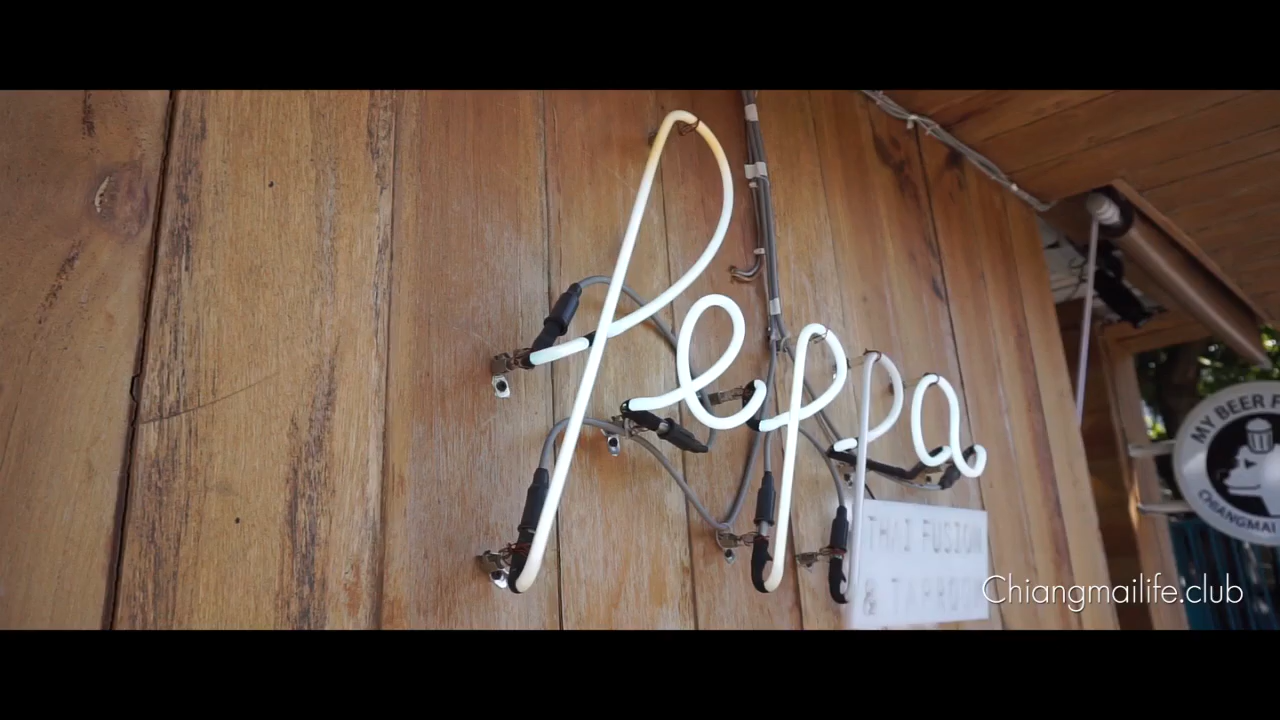 Peppa
THAI FUSION
& TAPROOM
MY BEER
CHIANGMAI
Chiangmailife.club